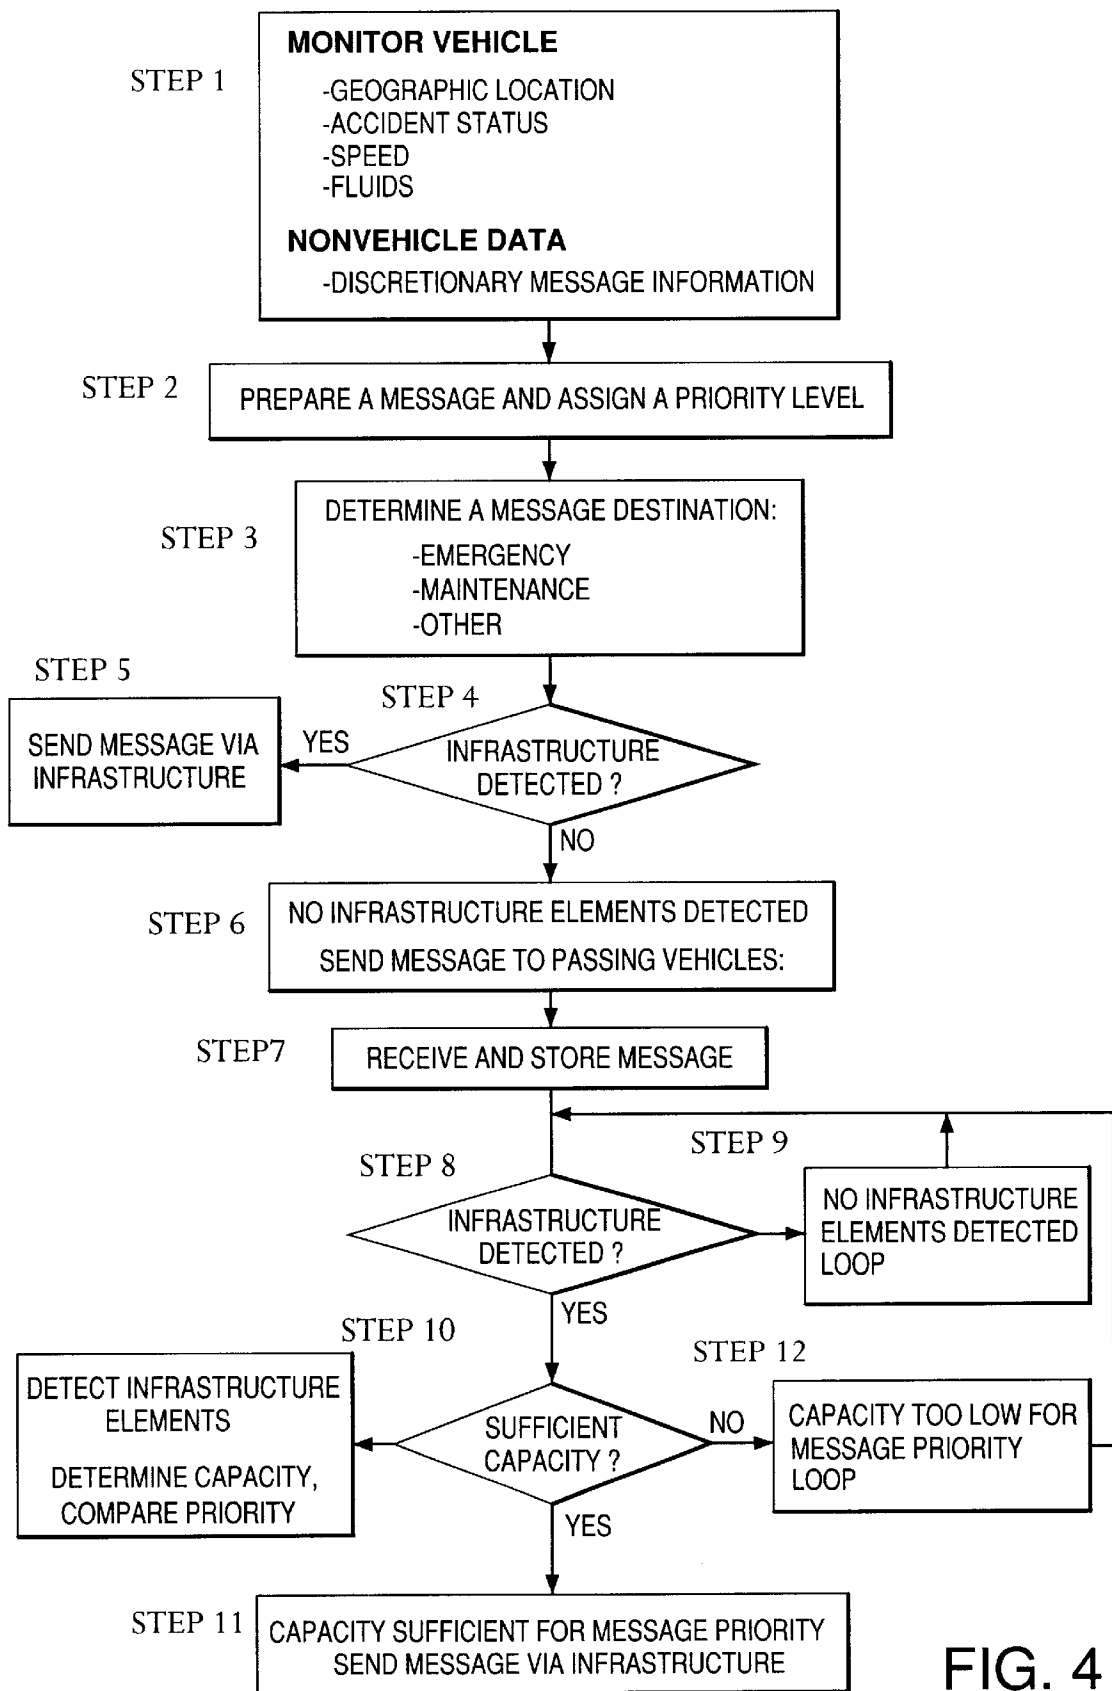 STEP 1
MONITOR VEHICLE
-GEOGRAPHIC LOCATION
-ACCIDENT STATUS
-SPEED
-FLUIDS
NONVEHICLE DATA
-DISCRETIONARY MESSAGE INFORMATION
STEP 2
PREPARE A MESSAGE AND ASSIGN A PRIORITY LEVEL
STEP 3
DETERMINE A MESSAGE DESTINATION:
-EMERGENCY
-MAINTENANCE
-OTHER
STEP 5
SEND MESSAGE VIA
INFRASTRUCTURE
YES
STEP 4
INFRASTRUCTURE
DETECTED ?
NO
STEP 6
NO INFRASTRUCTURE ELEMENTS DETECTED
SEND MESSAGE TO PASSING VEHICLES:
STEP7
RECEIVE AND STORE MESSAGE
STEP 8
INFRASTRUCTURE
DETECTED ?
STEP 9
NO INFRASTRUCTURE
ELEMENTS DETECTED
LOOP
YES
STEP 10
DETECT INFRASTRUCTURE
ELEMENTS
DETERMINE CAPACITY,
COMPARE PRIORITY
SUFFICIENT
CAPACITY ?
NO
STEP 12
CAPACITY TOO LOW FOR
MESSAGE PRIORITY
LOOP
YES
STEP 11
CAPACITY SUFFICIENT FOR MESSAGE PRIORITY
SEND MESSAGE VIA INFRASTRUCTURE
FIG. 4